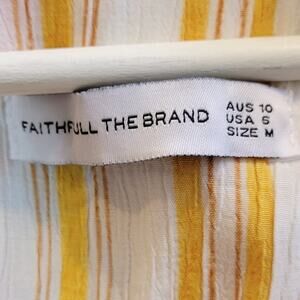 FAITHFULL THE BRAND
AUS 10
USA 6
SIZE M